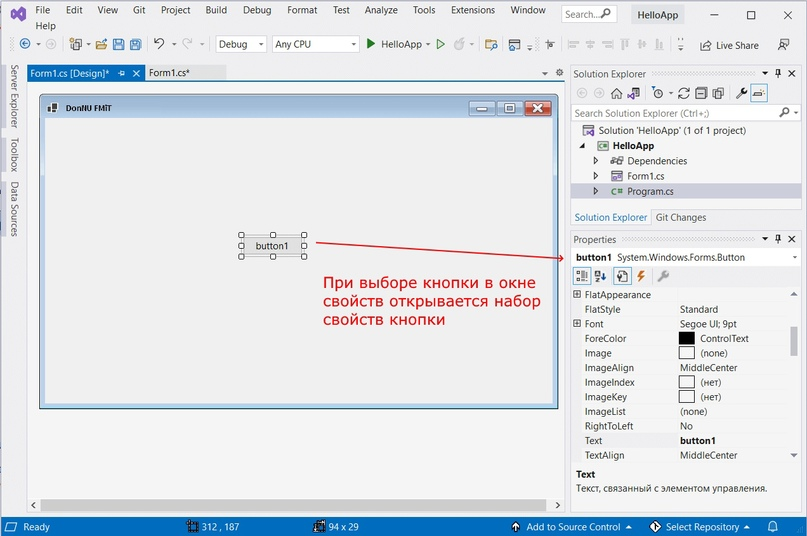 File Edit View Git Project Build Debug Format Test Analyze Tools Extensions Window
Search... HelloApp
Help
Debug Any CPU HelloApp Live Share
Server Explorer
Toolbox
Data Sources
Form1.cs [Design]* Form1.cs*
DonNU FMiT
button1
При выборе кнопки в окне
свойств открывается набор
свойств кнопки
Solution Explorer
Search Solution Explorer (Ctrl+;)
Solution 'HelloApp' (1 of 1 project)
HelloApp
Dependencies
Form1.cs
Program.cs
Solution Explorer Git Changes
Properties
button1 System.Windows.Forms.Button
FlatAppearance
FlatStyle Standard
Font Segoe UI; 9pt
ForeColor ControlText
Image (none)
ImageAlign MiddleCenter
ImageIndex (нет)
ImageKey (нет)
ImageList (none)
RightToLeft No
Text button1
TextAlign MiddleCenter
Text
Текст, связанный с элементом управления.
Ready 312 , 187 94 x 29 Add to Source Control Select Repository